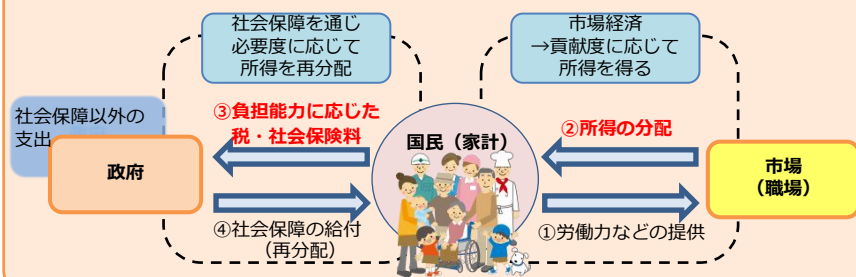 社会保障を通じ
必要度に応じて
所得を再分配
市場経済
→貢献度に応じて
所得を得る
社会保障以外の
支出
政府
③負担能力に応じた
税・社会保険料
国民（家計）
②所得の分配
市場
（職場）
④社会保障の給付
（再分配）
①労働力などの提供